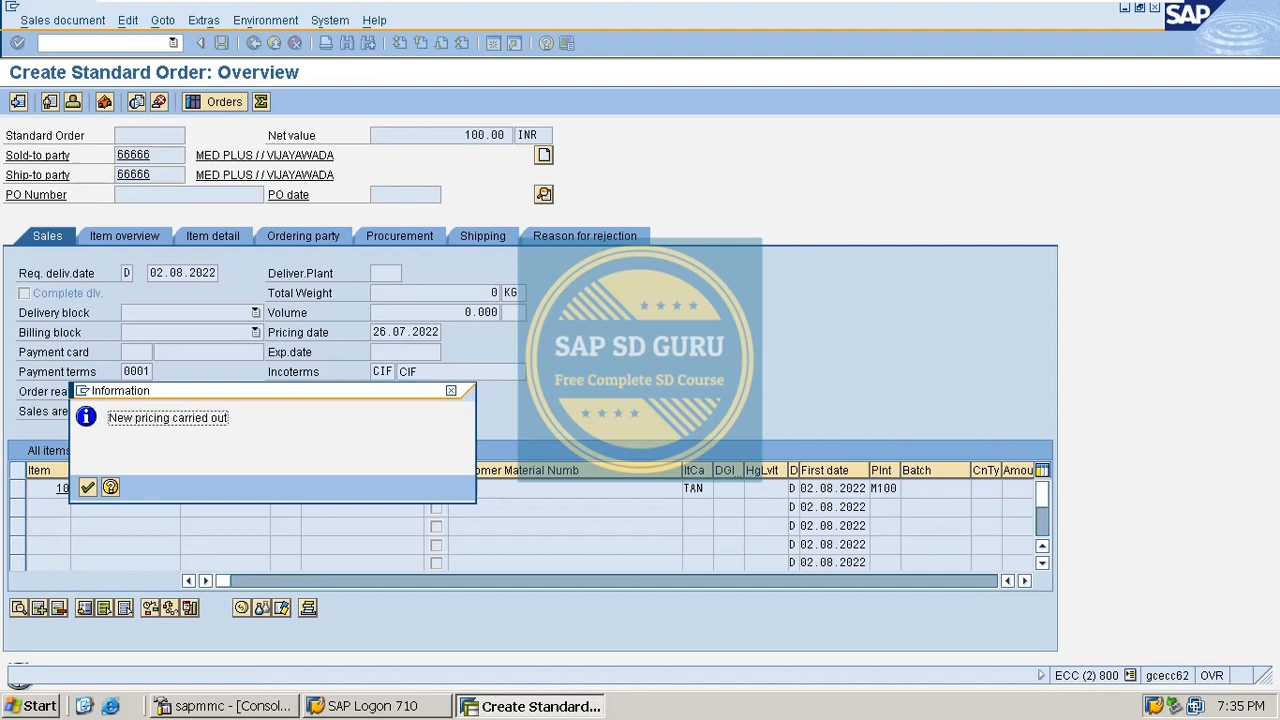 Sales document Edit Goto Extras Environment System Help
SAP
Create Standard Order: Overview
Orders
Standard Order Net value 100.00 INR
Sold-to party 66666 MED PLUS // VIJAYAWADA
Ship-to party 66666 MED PLUS // VIJAYAWADA
PO Number PO date
Sales Item overview Item detail Ordering party Procurement Shipping Reason for rejection
Req. deliv.date D 02.08.2022 Deliver.Plant
Complete dlv. Total Weight 0 KG
Delivery block Volume 0.000
Billing block Pricing date 26.07.2022
Payment card Exp.date
Payment terms 0001 Incoterms CIF CIF
Order rea
Sales are
SAP SD GURU
Free Complete SD Course
Information
New pricing carried out
All items
Item omer Material Numb ItCa DGI HgLvIt D First date Plnt Batch CnTy Amou
10 TAN D 02.08.2022 M100
D 02.08.2022
D 02.08.2022
D 02.08.2022
D 02.08.2022
ECC (2) 800 gcecc62 OVR
Start sapmmc - [Consol... SAP Logon 710 Create Standard... 7:35 PM